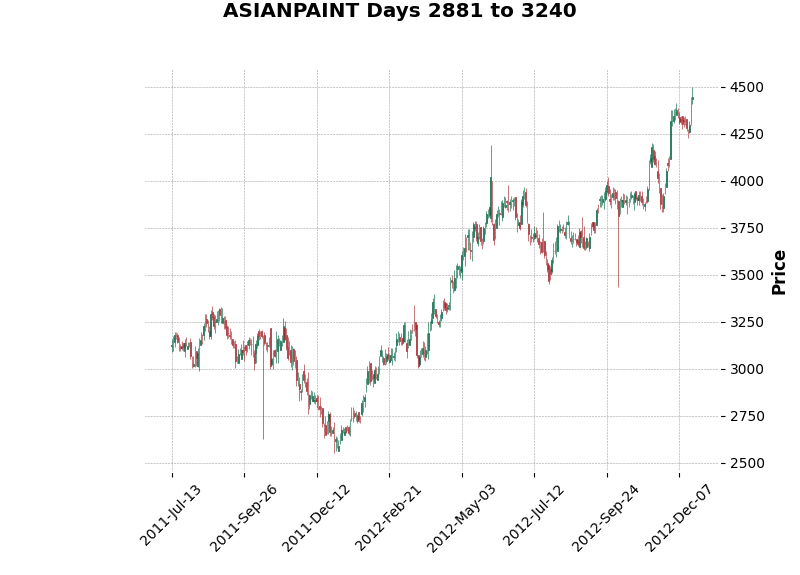 ASIANPAINT Days 2881 to 3240
4500
4250
4000
3750
3500
3250
3000
2750
2500
Price
2011-Jul-13
2011-Sep-26
2011-Dec-12
2012-Feb-21
2012-May-03
2012-Jul-12
2012-Sep-24
2012-Dec-07